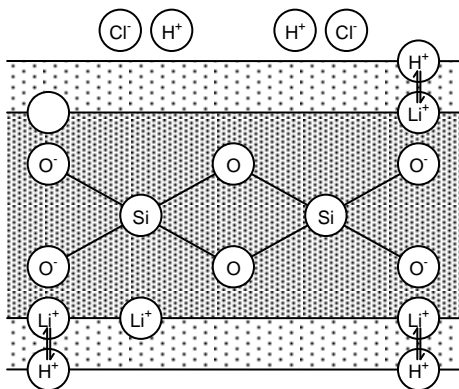 Cl⁻ H⁺ H⁺ Cl⁻
H⁺
Li⁺
O⁻ O O⁻
Si Si
O⁻ O O⁻
Li⁺ Li⁺ Li⁺
H⁺ H⁺